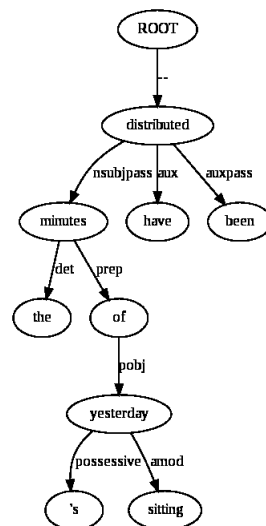 ROOT
--
distributed
nsubjpass aux auxpass
minutes have been
det prep
the of
pobj
yesterday
possessive amod
's sitting